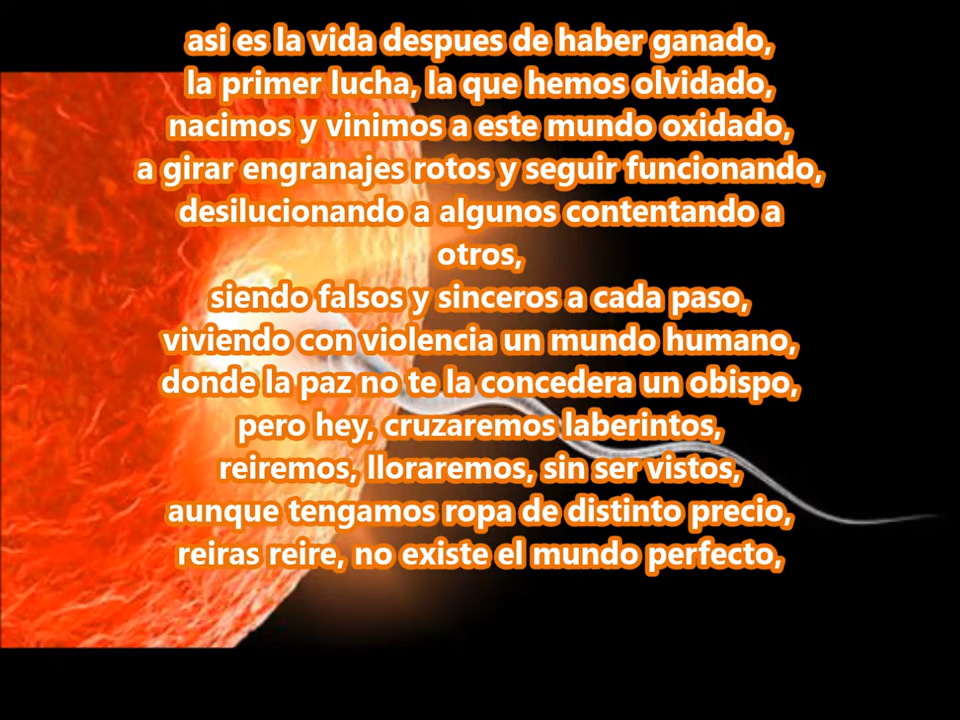 asi es la vida despues de haber ganado,
la primer lucha, la que hemos olvidado,
nacimos y vinimos a este mundo oxidado,
a girar engranajes rotos y seguir funcionando,
desilucionando a algunos contentando a
otros,
siendo falsos y sinceros a cada paso,
viviendo con violencia un mundo humano,
donde la paz no te la concedera un obispo,
pero hey, cruzaremos laberintos,
reiremos, lloraremos, sin ser vistos,
aunque tengamos ropa de distinto precio,
reiras reire, no existe el mundo perfecto,